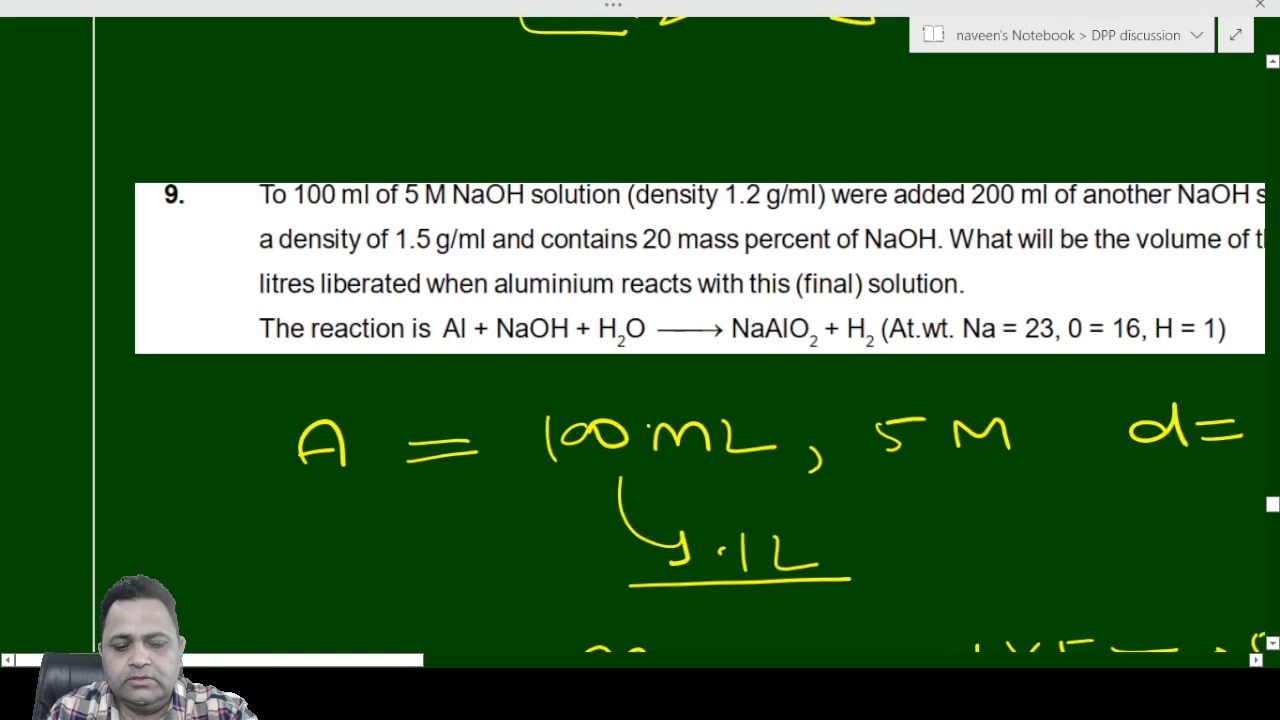 naveen's Notebook > DPP discussion
9. To 100 ml of 5 M NaOH solution (density 1.2 g/ml) were added 200 ml of another NaOH
a density of 1.5 g/ml and contains 20 mass percent of NaOH. What will be the volume of
litres liberated when aluminium reacts with this (final) solution.
The reaction is Al + NaOH + H₂O ⟶ NaAlO₂ + H₂ (At.wt. Na = 23, 0 = 16, H = 1)
A = 100 mL, 5 M d=
.1L